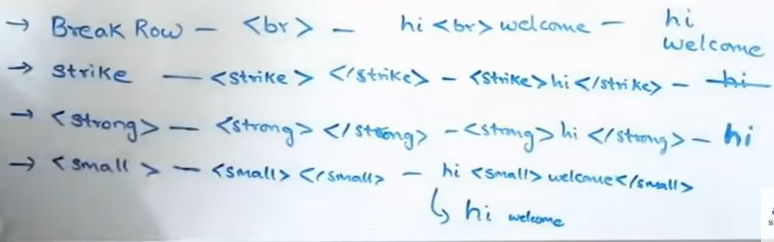 → Break Row - <br> - hi <br> welcome - hi
welcome
→ strike - <strike> </strike> - <strike> hi </strike> - ~~hi~~
→ <strong> - <strong> </strong> - <strong> hi </strong> - hi
→ <small> - <small> </small> - hi <small> welcome </small>
↳ hi welcome